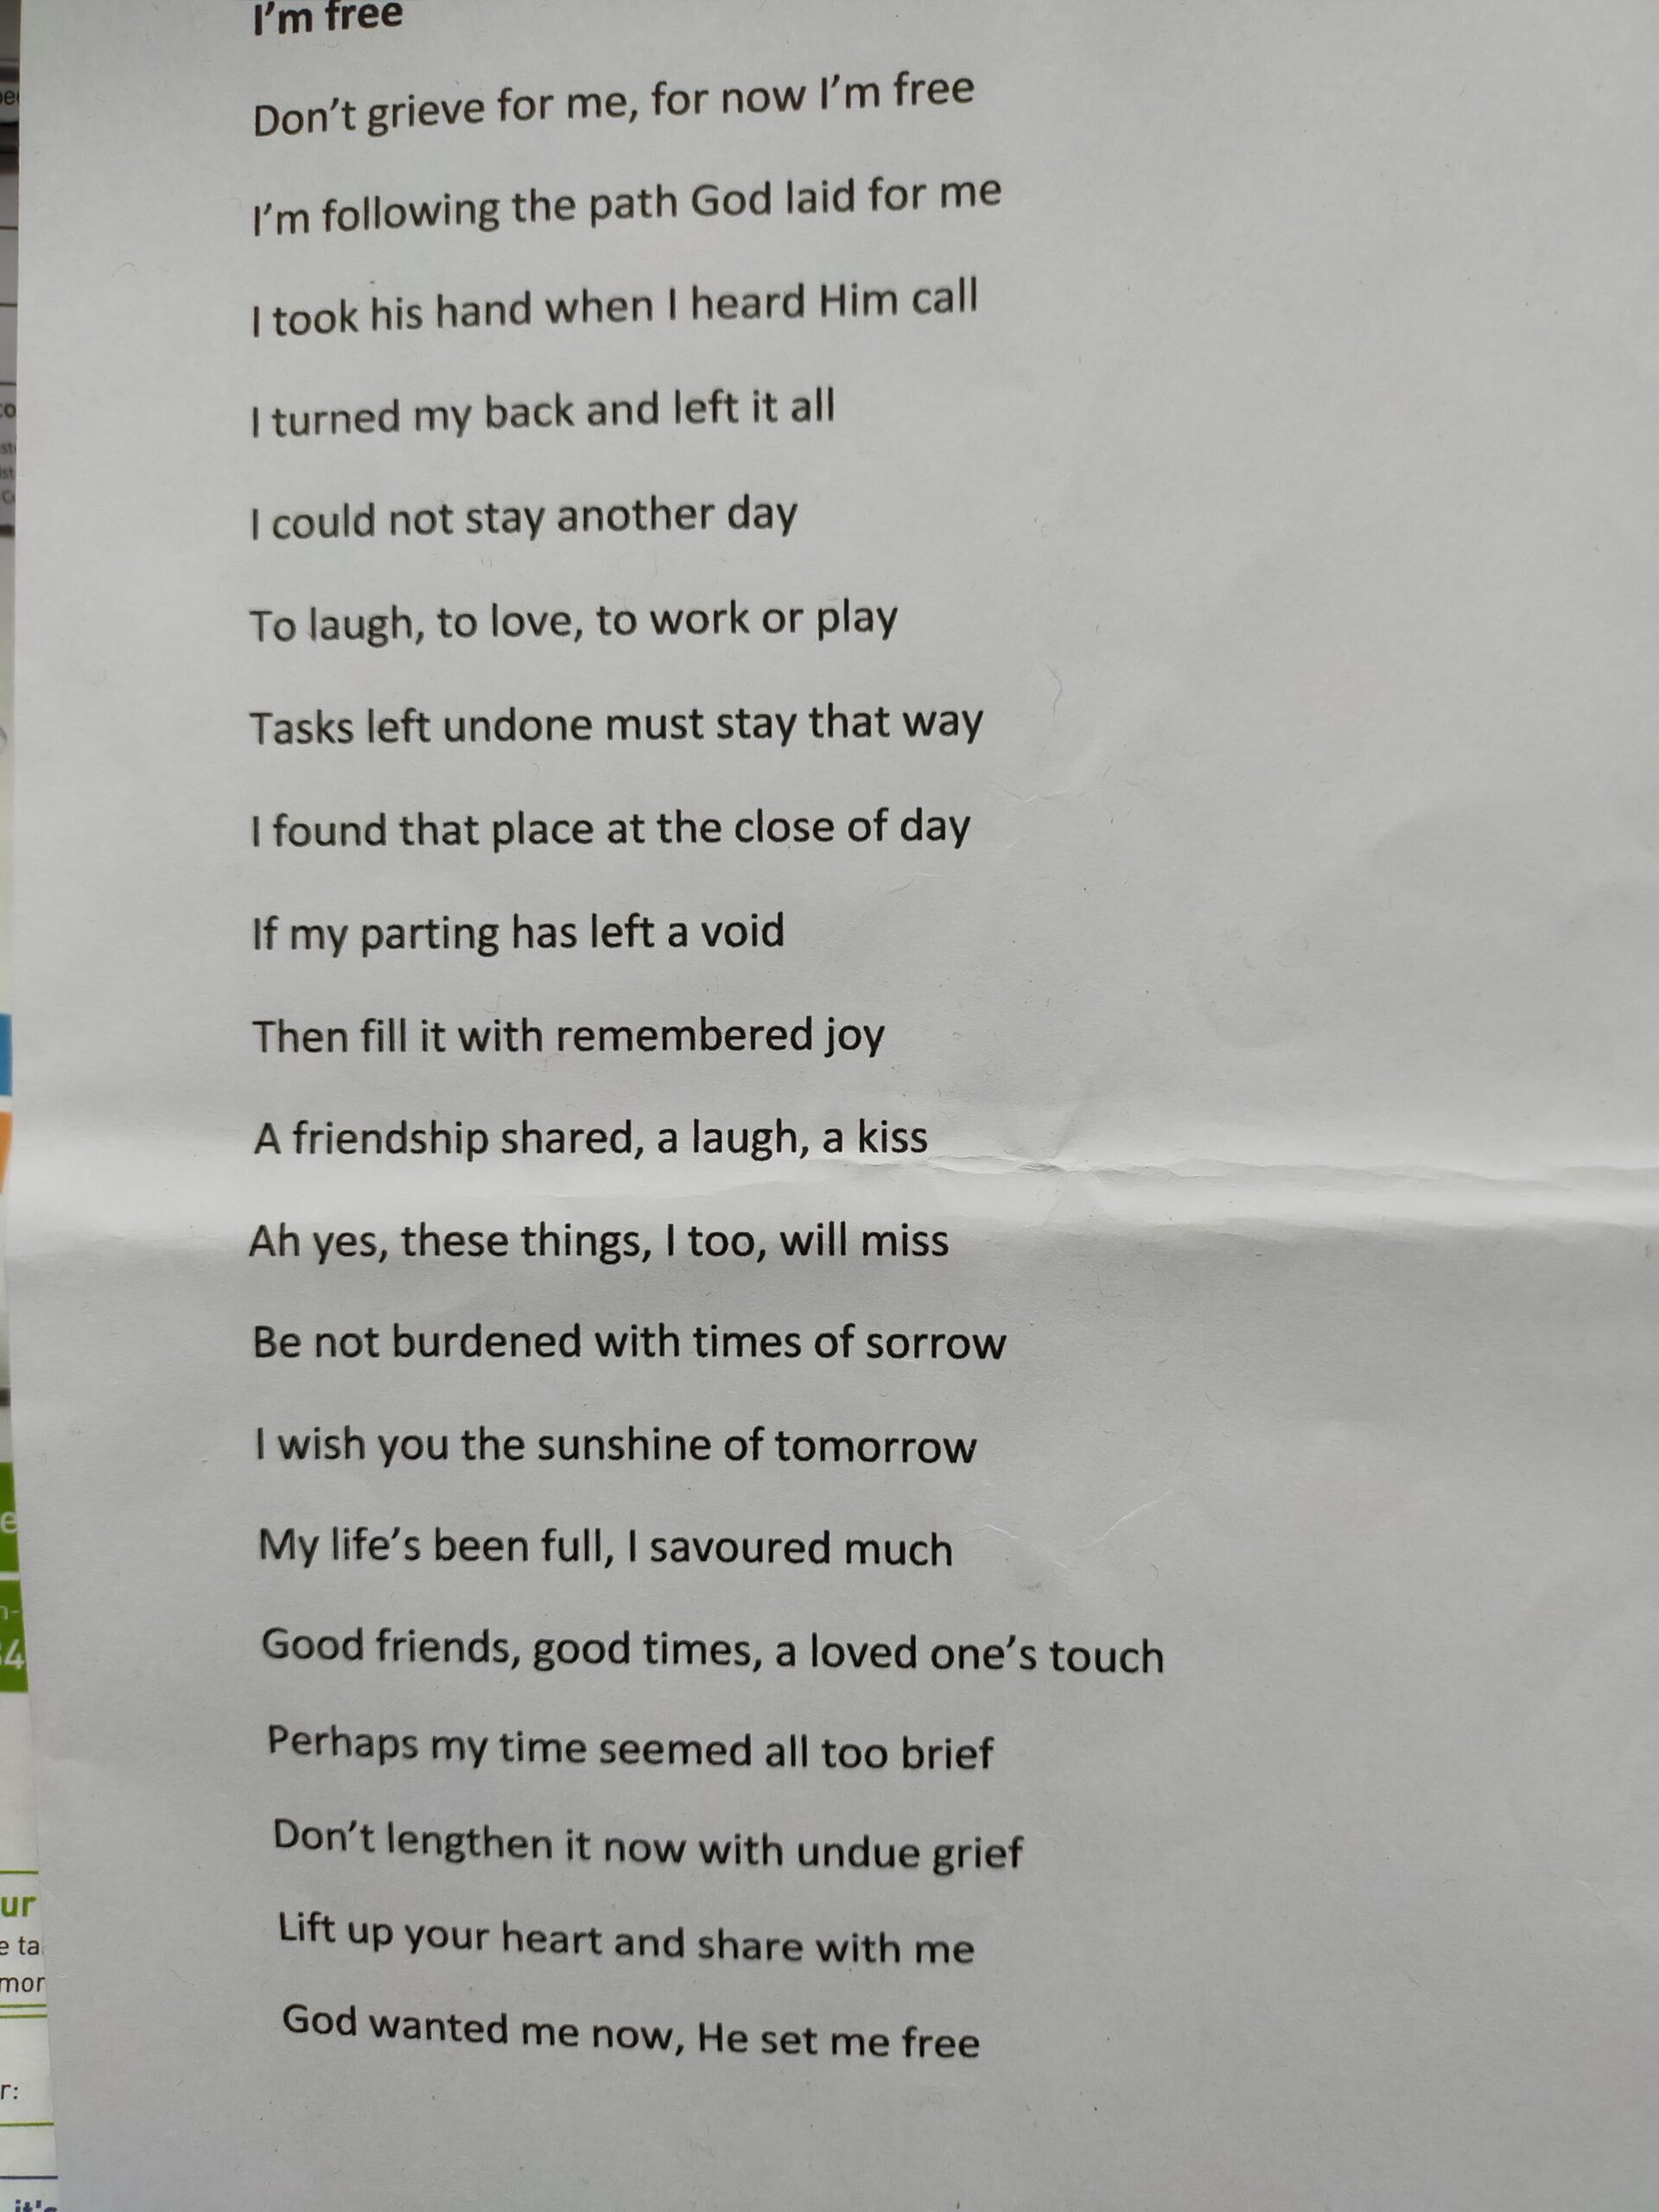 I'm free
Don't grieve for me, for now I'm free
I'm following the path God laid for me
I took his hand when I heard Him call
I turned my back and left it all
I could not stay another day
To laugh, to love, to work or play
Tasks left undone must stay that way
I found that place at the close of day
If my parting has left a void
Then fill it with remembered joy
A friendship shared, a laugh, a kiss
Ah yes, these things, I too, will miss
Be not burdened with times of sorrow
I wish you the sunshine of tomorrow
My life's been full, I savoured much
Good friends, good times, a loved one's touch
Perhaps my time seemed all too brief
Don't lengthen it now with undue grief
Lift up your heart and share with me
God wanted me now, He set me free